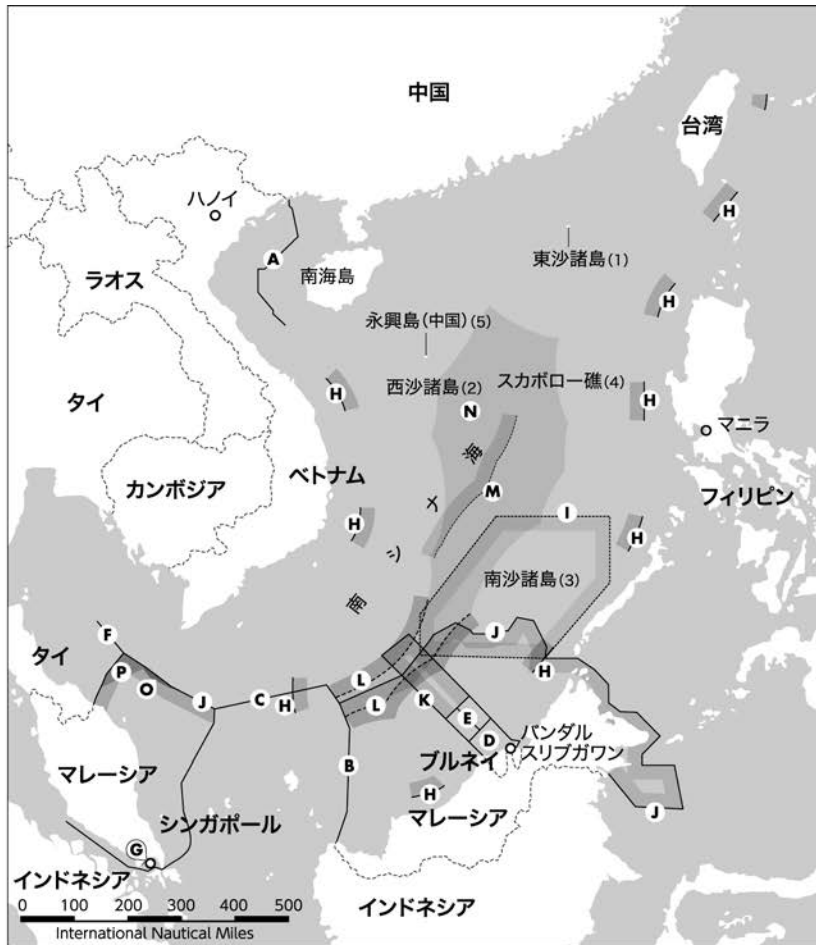 中国
台湾
ハノイ
H
東沙諸島(1)
A
南海島
ラオス
H
永興島(中国)(5)
西沙諸島(2)
スカボロー礁(4)
H
H
N
マニラ
タイ
海
ベトナム
カンボジア
M
フィリピン
I
メ
H
H
シ
南沙諸島(3)
南
F
J
タイ
P
O
L
H
J
C
H
L
K
E
D
バンダル
スリブガワン
ブルネイ
マレーシア
B
H
マレーシア
J
シンガポール
G
インドネシア
インドネシア
0 100 200 300 400 500
International Nautical Miles